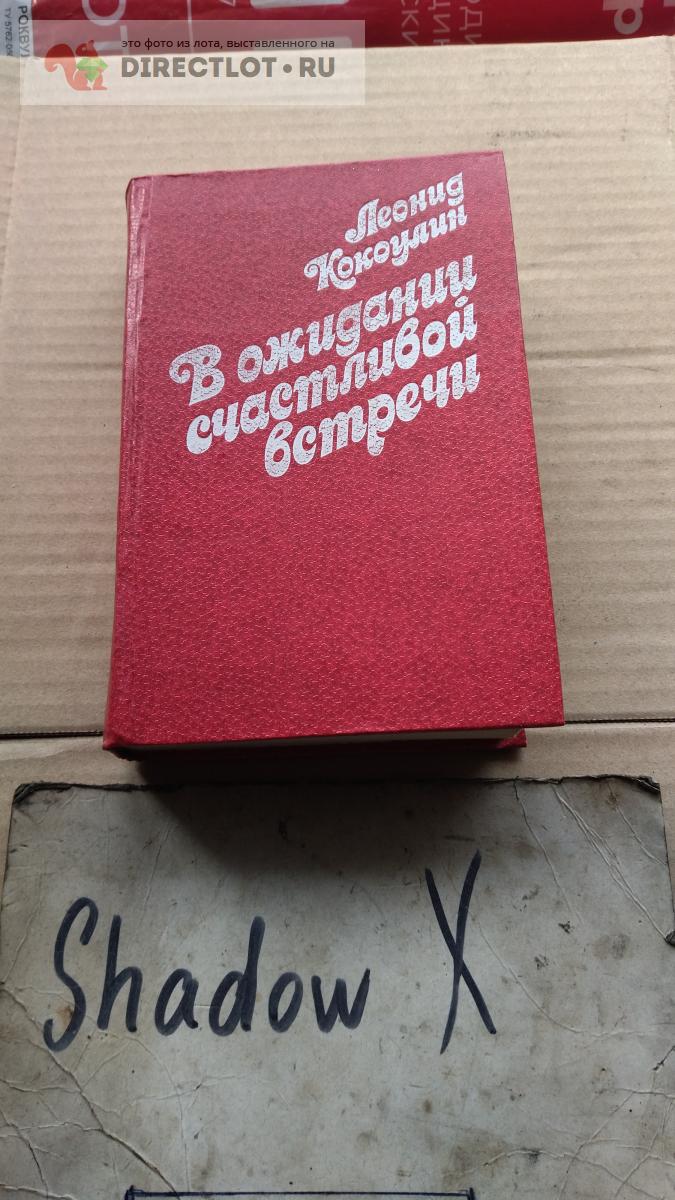 это фото из лота, выставленного на
DIRECTLOT.RU
Леонид
Кокоулин
В ожидании
счастливой
встречи
Shadow X